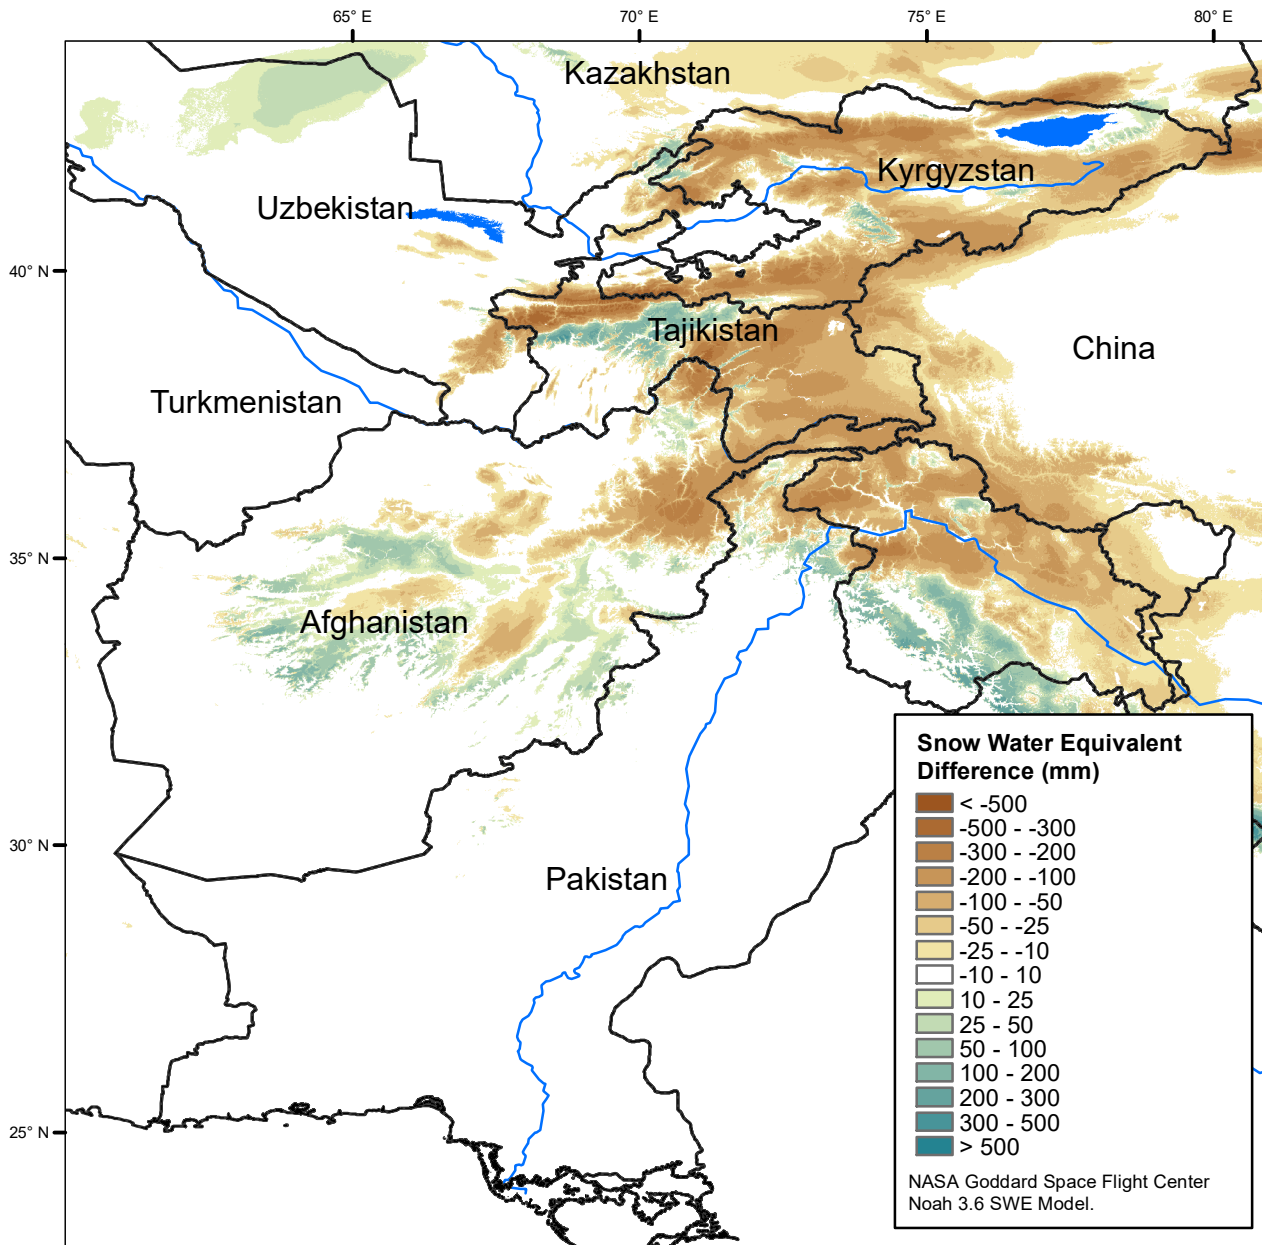 65° E
70° E
75° E
80° E
Kazakhstan
Kyrgyzstan
Uzbekistan
40° N
Tajikistan
China
Turkmenistan
35° N
Afghanistan
Snow Water Equivalent
Difference (mm)
< -500
-500 - -300
-300 - -200
-200 - -100
-100 - -50
-50 - -25
-25 - -10
-10 - 10
10 - 25
25 - 50
50 - 100
100 - 200
200 - 300
300 - 500
> 500
30° N
Pakistan
25° N
NASA Goddard Space Flight Center
Noah 3.6 SWE Model.